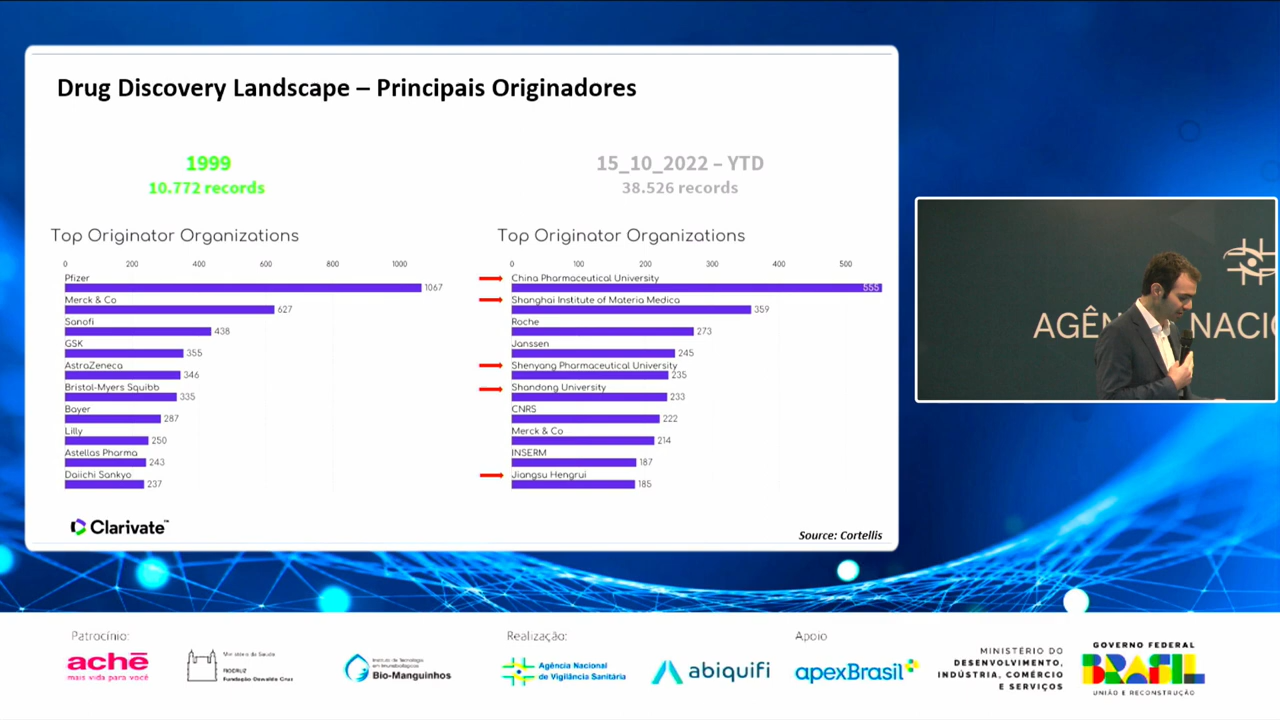 Drug Discovery Landscape – Principais Originadores
1999
10.772 records
Top Originator Organizations
0 200 400 600 800 1000
Pfizer
1067
Merck & Co
627
Sanofi
438
GSK
355
AstraZeneca
346
Bristol-Myers Squibb
335
Bayer
287
Lilly
250
Astellas Pharma
243
Daiichi Sankyo
237
15_10_2022 – YTD
38.526 records
Top Originator Organizations
0 100 200 300 400 500
China Pharmaceutical University
555
Shanghai Institute of Materia Medica
359
Roche
273
Janssen
245
Shenyang Pharmaceutical University
235
Shandong University
233
CNRS
222
Merck & Co
214
INSERM
187
Jiangsu Hengrui
185
Clarivate™
Source: Cortellis
AGÊN NACIO
Patrocínio:
achē
mais vida para você
Ministério da Saúde
FIOCRUZ
Fundação Oswaldo Cruz
Instituto de Tecnologia
em Imunobiológicos
Bio-Manguinhos
Realização:
Agência Nacional
de Vigilância Sanitária
abiquifi
Apoio
apexBrasil
MINISTÉRIO DO
DESENVOLVIMENTO,
INDÚSTRIA, COMÉRCIO
E SERVIÇOS
GOVERNO FEDERAL
BRASIL
UNIÃO E RECONSTRUÇÃO